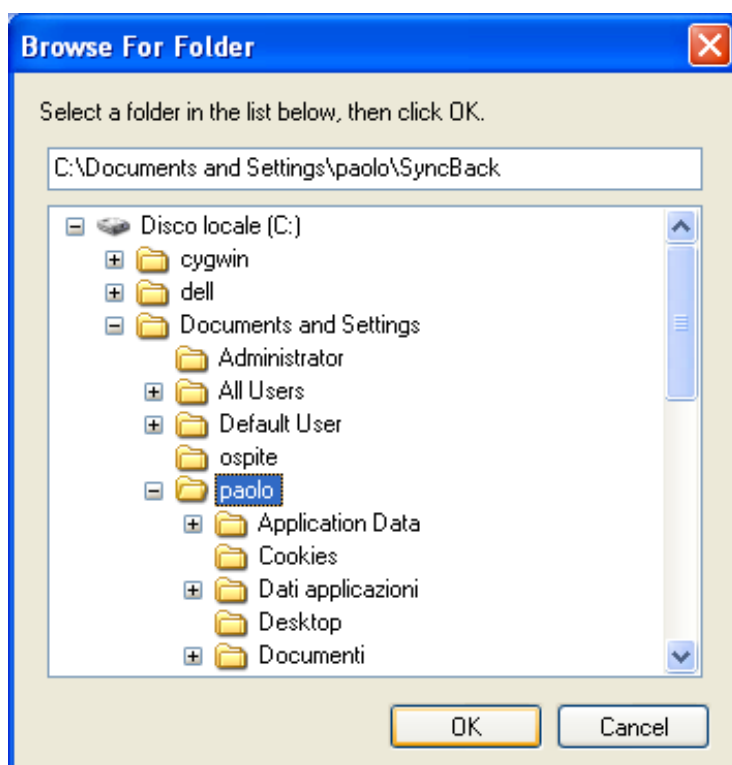 Browse For Folder
Select a folder in the list below, then click OK.
C:\Documents and Settings\paolo\SyncBack
Disco locale (C:)
cygwin
dell
Documents and Settings
Administrator
All Users
Default User
ospite
paolo
Application Data
Cookies
Dati applicazioni
Desktop
Documenti
OK
Cancel